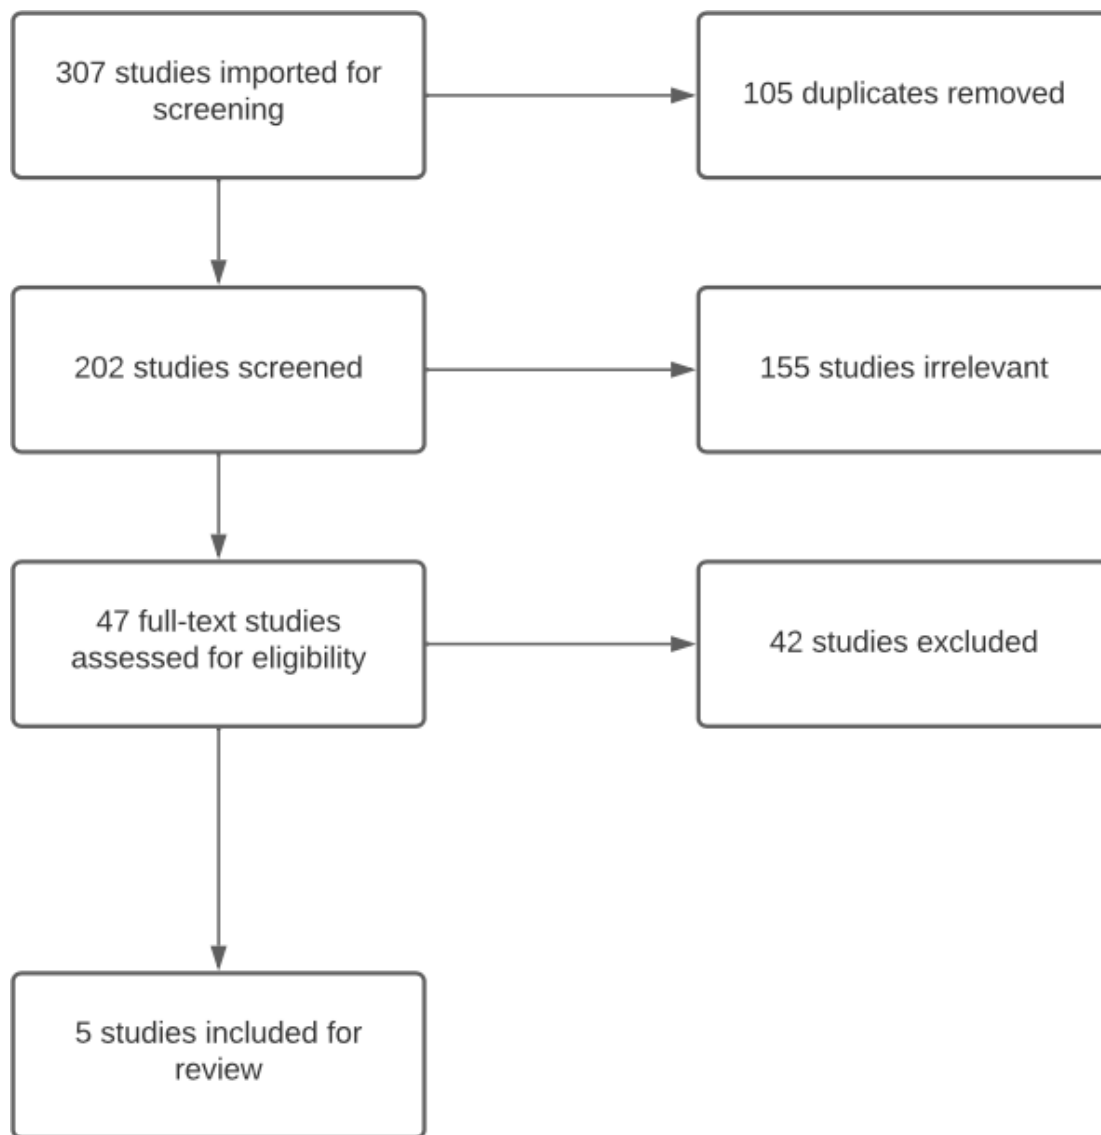 307 studies imported for
screening
105 duplicates removed
202 studies screened
155 studies irrelevant
47 full-text studies
assessed for eligibility
42 studies excluded
5 studies included for
review